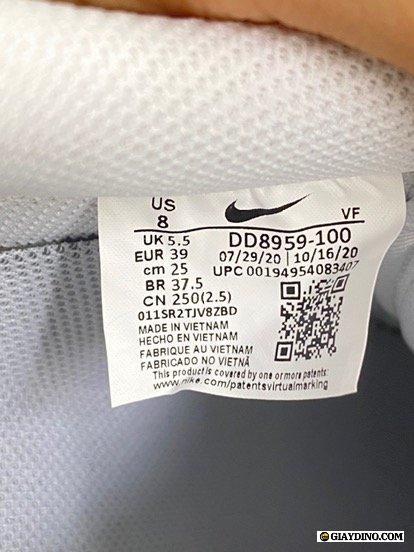 US
8
VF
UK 5.5
EUR 39
cm 25
BR 37.5
CN 250(2.5)
DD8959-100
07/29/20 | 10/16/20
UPC 00194954083407
011SR2TJV8ZBD
MADE IN VIETNAM
HECHO EN VIETNAM
FABRIQUE AU VIETNAM
FABRICADO NO VIETNÃ
This product is covered by one or more patents:
www.nike.com/patentsvirtualmarking
GIAYDINO.COM